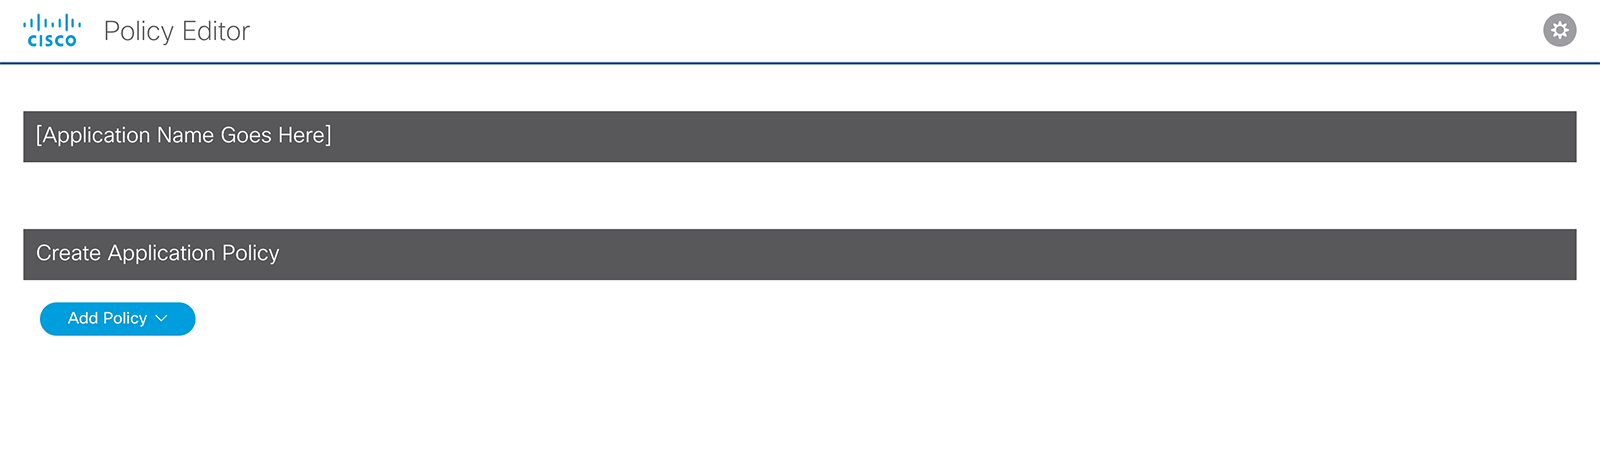 CISCO
Policy Editor
[Application Name Goes Here]
Create Application Policy
Add Policy